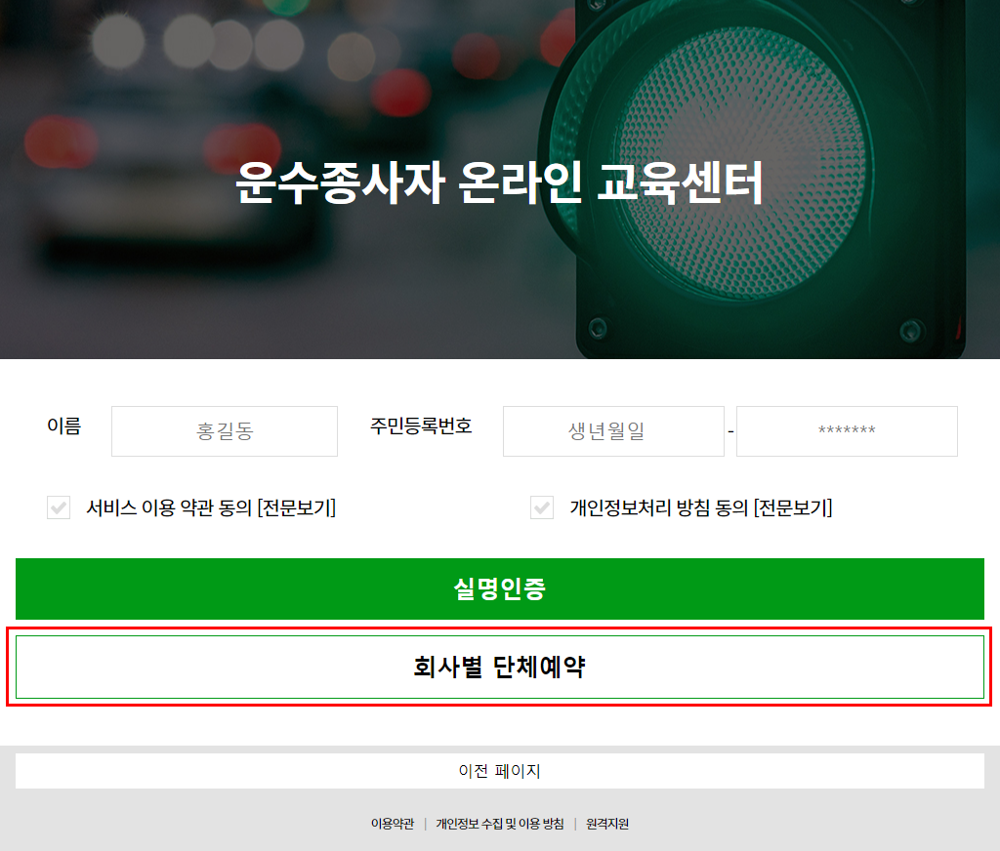 운수종사자 온라인 교육센터
이름 홍길동 주민등록번호 생년월일 - *******
서비스 이용 약관 동의 [전문보기] 개인정보처리 방침 동의 [전문보기]
실명인증
회사별 단체예약
이전 페이지
이용약관 | 개인정보 수집 및 이용 방침 | 원격지원